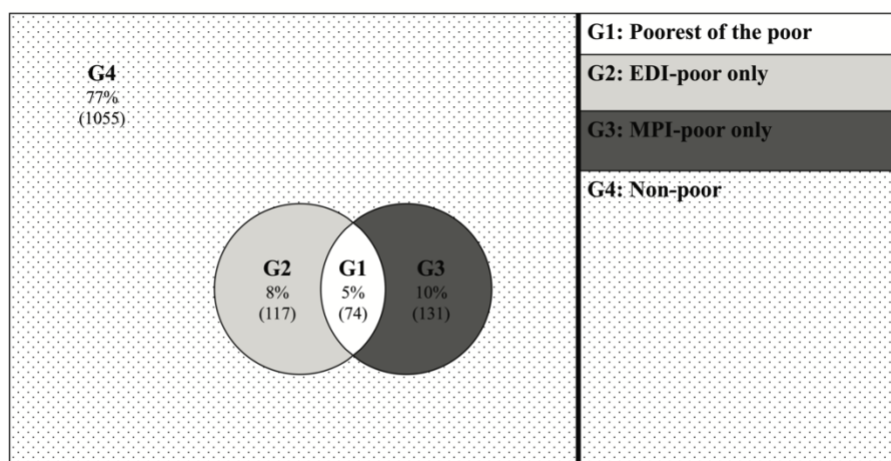 G4
77%
(1055)
G2
8%
(117)
G1
5%
(74)
G3
10%
(131)
G1: Poorest of the poor
G2: EDI-poor only
G3: MPI-poor only
G4: Non-poor